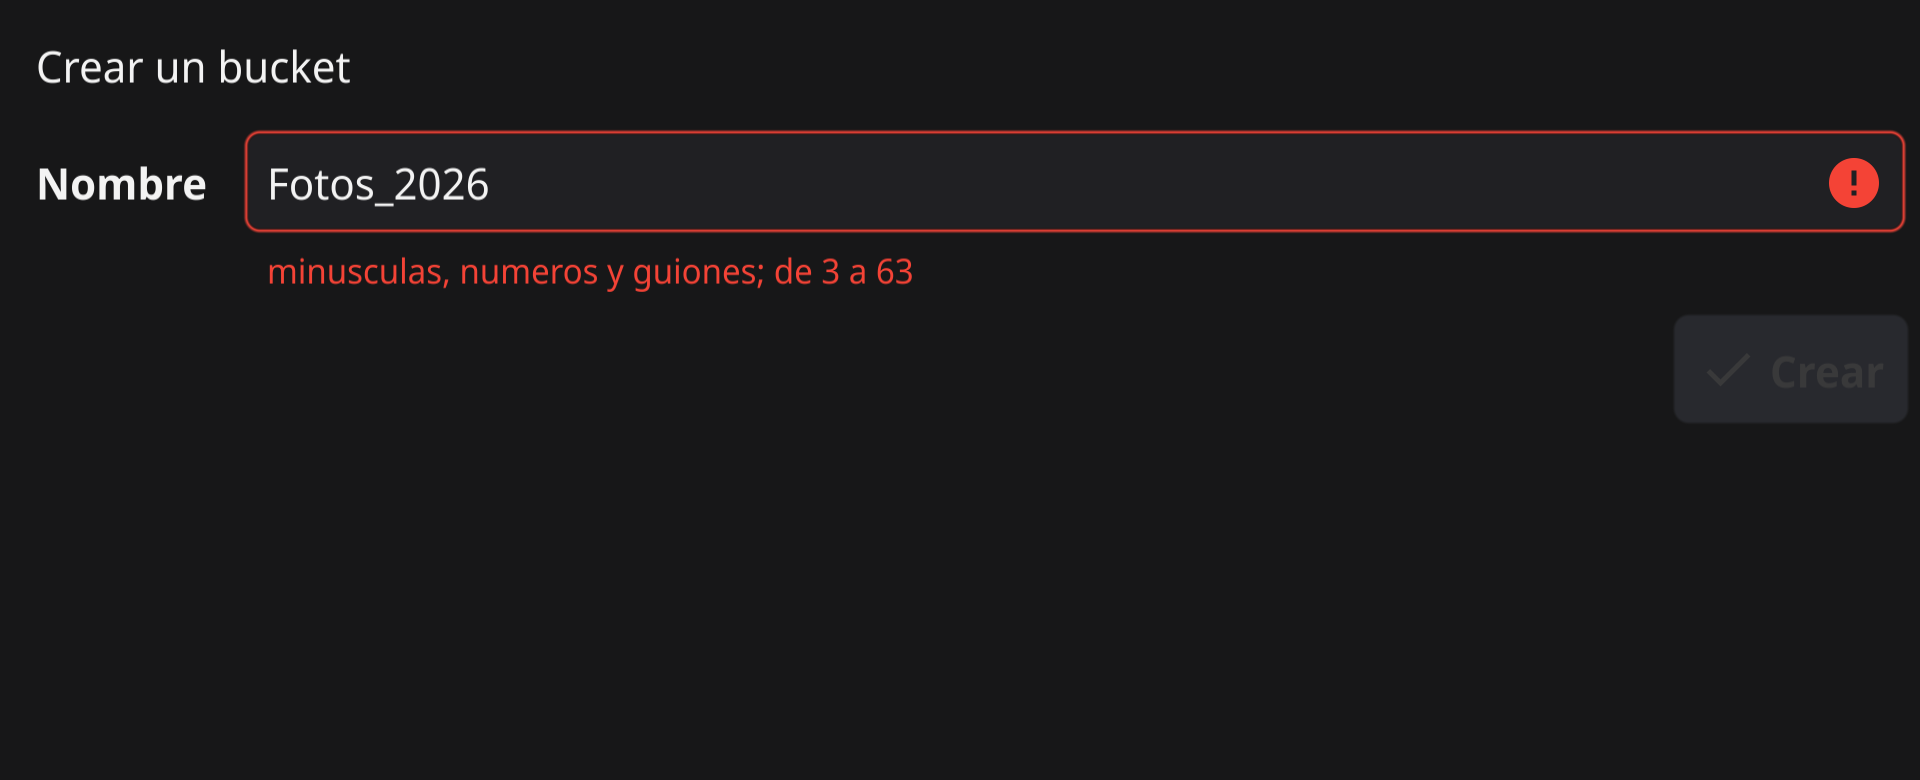 Crear un bucket
Nombre
Fotos_2026
minusculas, numeros y guiones; de 3 a 63
Crear